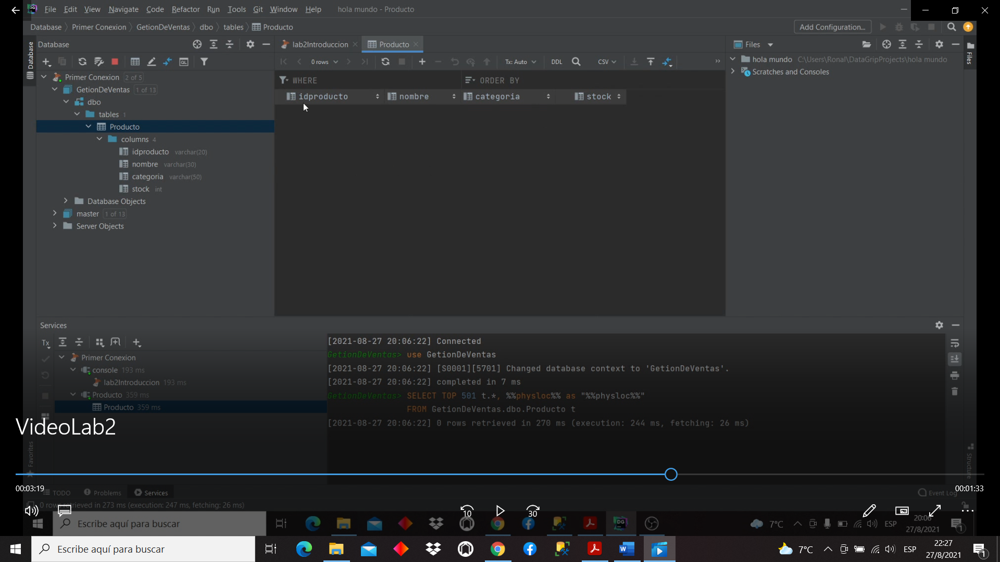 File Edit View Navigate Code Refactor Run Tools Git Window Help hola mundo - Producto
Database Primer Conexion GetionDeVentas dbo tables Producto Add Configuration...
Database
Database
lab2Introduccion
Producto
Files
Files
0 rows Tx: Auto DDL CSV
hola mundo C:\Users\Ronal\DataGripProjects\hola mundo
Scratches and Consoles
WHERE ORDER BY
idproducto nombre categoria stock
Primer Conexion 2 of 5
GetionDeVentas 1 of 13
dbo
tables 1
Producto
columns 4
idproducto varchar(20)
nombre varchar(30)
categoria varchar(50)
stock int
Database Objects
master 1 of 13
Server Objects
Services
Tx
Primer Conexion
console 193 ms
lab2Introduccion 193 ms
Producto 359 ms
Producto 359 ms
[2021-08-27 20:06:22] Connected
GetionDeVentas> use GetionDeVentas
[2021-08-27 20:06:22] [S0001][5701] Changed database context to 'GetionDeVentas'.
[2021-08-27 20:06:22] completed in 7 ms
GetionDeVentas> SELECT TOP 501 t.*, %%physloc%% as "%%physloc%%"
FROM GetionDeVentas.dbo.Producto t
[2021-08-27 20:06:22] 0 rows retrieved in 270 ms (execution: 244 ms, fetching: 26 ms)
VideoLab2
Favorites
Structure
00:03:19 00:01:33
TODO Problems Services Event Log
0 rows retrieved in 273 ms (execution: 247 ms, fetching: 26 ms)
10 30
Escribe aquí para buscar DG 7°C ESP 20:06
27/8/2021 1
Escribe aquí para buscar 7°C ESP 22:27
27/8/2021 1